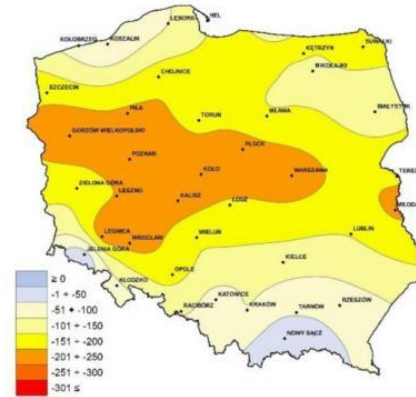 LĘBORK
HEL
KOŁOBRZEG
KOSZALIN
SUWAŁKI
KĘTRZYN
MIKOŁAJKI
CHOJNICE
SZCZECIN
BIAŁYSTOK
PIŁA
TORUŃ
MŁAWA
GORZÓW WIELKOPOLSKI
PŁOCK
POZNAŃ
KOŁO
WARSZAWA
ZIELONA GÓRA
LESZNO
KALISZ
ŁÓDŹ
LEGNICA
WROCŁAW
WIELUŃ
LUBLIN
JELENIA GÓRA
KIELCE
KŁODZKO
OPOLE
KATOWICE
RACIBÓRZ
KRAKÓW
TARNÓW
RZESZÓW
NOWY SĄCZ
≥ 0
-1 ÷ -50
-51 ÷ -100
-101 ÷ -150
-151 ÷ -200
-201 ÷ -250
-251 ÷ -300
-301 ≤